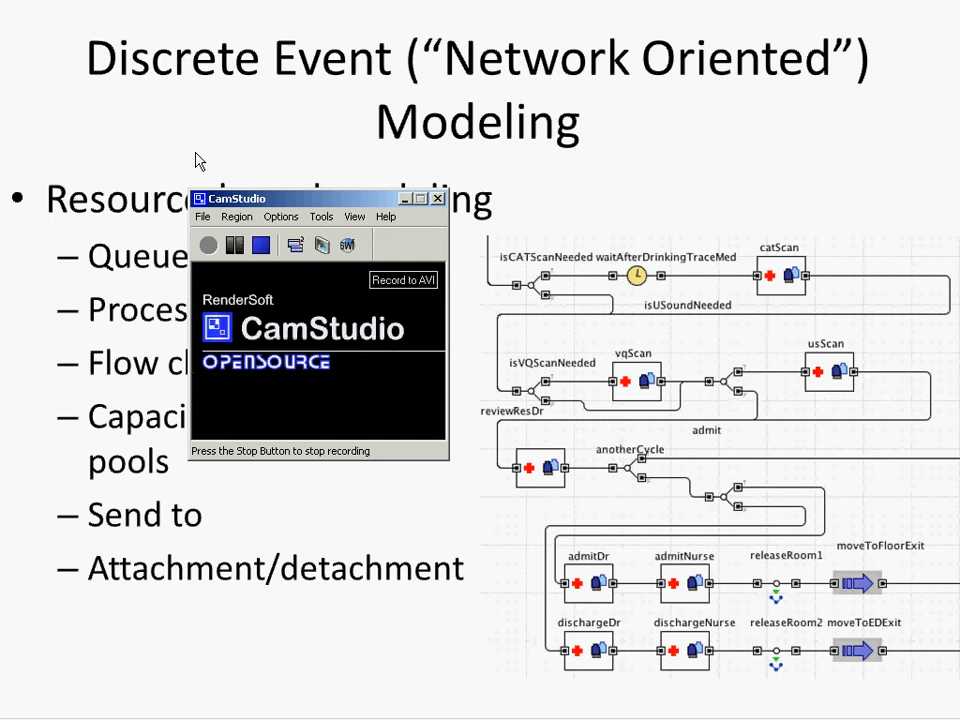 Discrete Event (“Network Oriented”)
Modeling
• Resource
– Queue
– Proces
– Flow cl
– Capaci
pools
– Send to
– Attachment/detachment
CamStudio
File Region Options Tools View Help
Record to AVI
RenderSoft
CamStudio
OPENSOURCE
Press the Stop Button to stop recording
catScan
isCATScanNeeded waitAfterDrinkingTraceMed
isUSoundNeeded
usScan
isVQScanNeeded vqScan
reviewResDr
admit
anotherCycle
admitDr admitNurse releaseRoom1 moveToFloorExit
dischargeDr dischargeNurse releaseRoom2 moveToEDExit